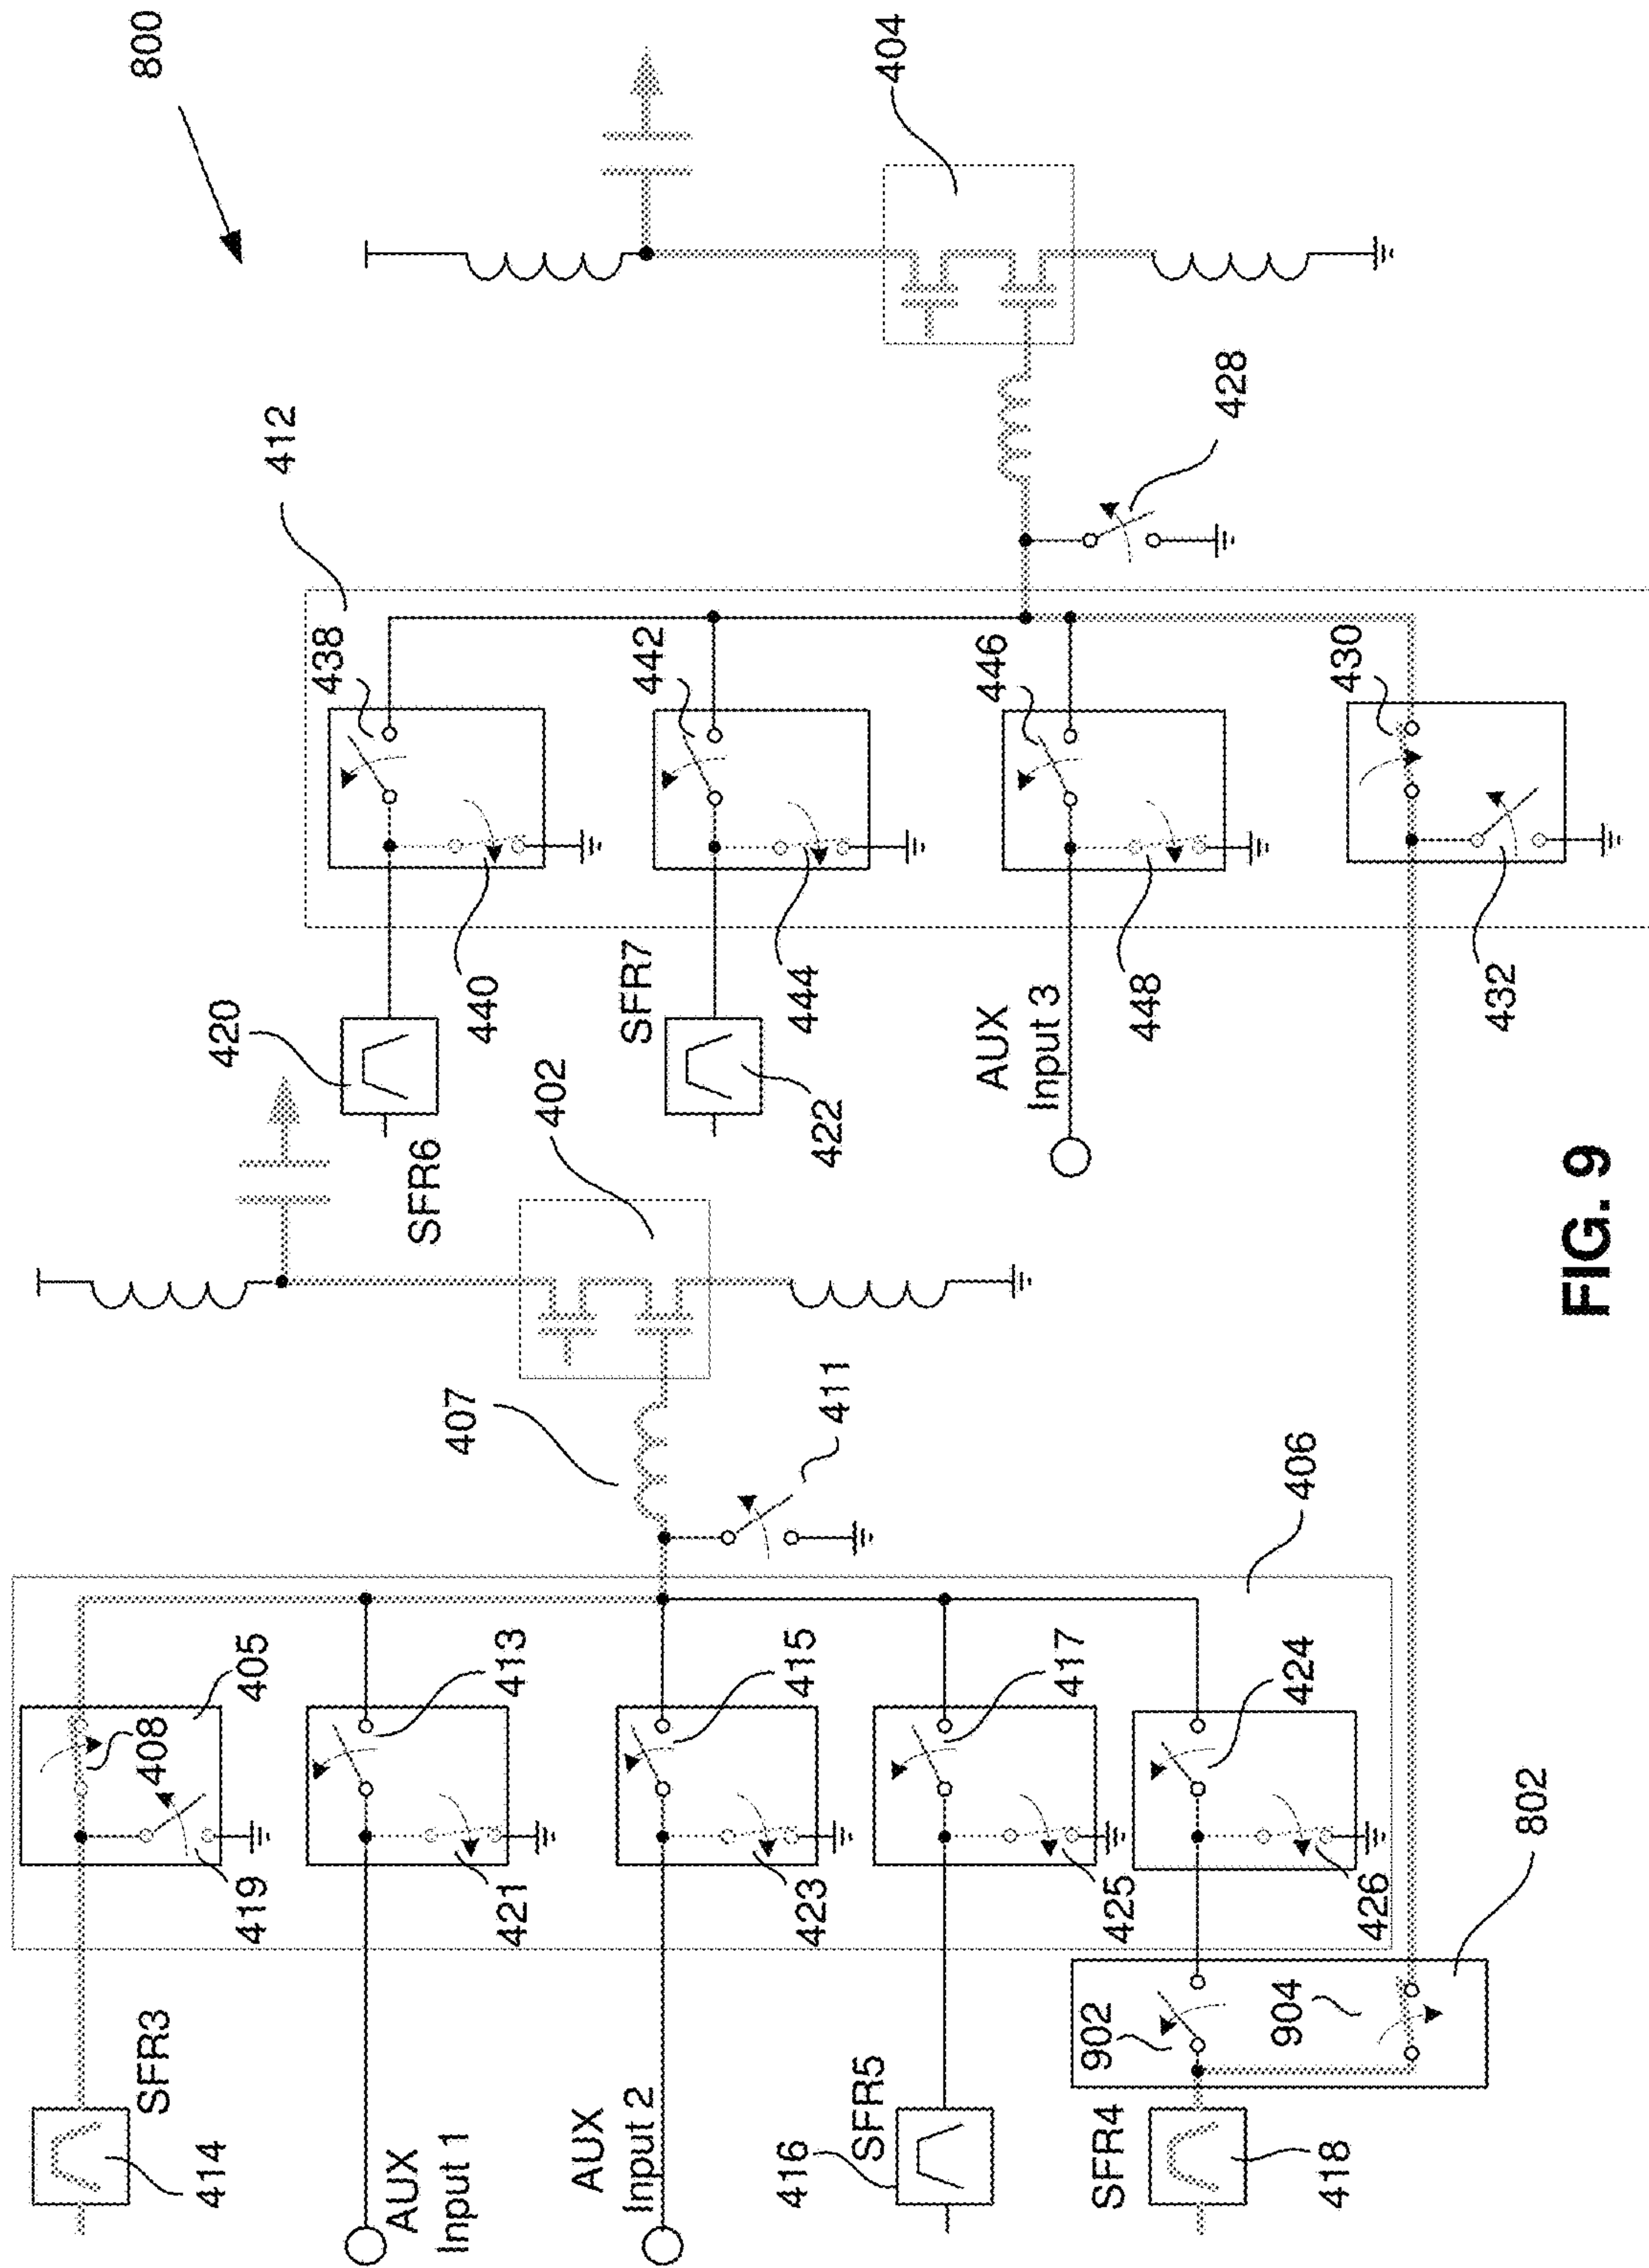 800
404
412
428
438
442
446
430
440
444
448
432
420
SFR7
AUX
Input 3
422
SFR6
402
407
411
406
405
408
413
415
417
424
419
421
423
425
426
802
902
904
SFR3
414
AUX
Input 1
AUX
Input 2
SFR5
416
SFR4
418
FIG. 9